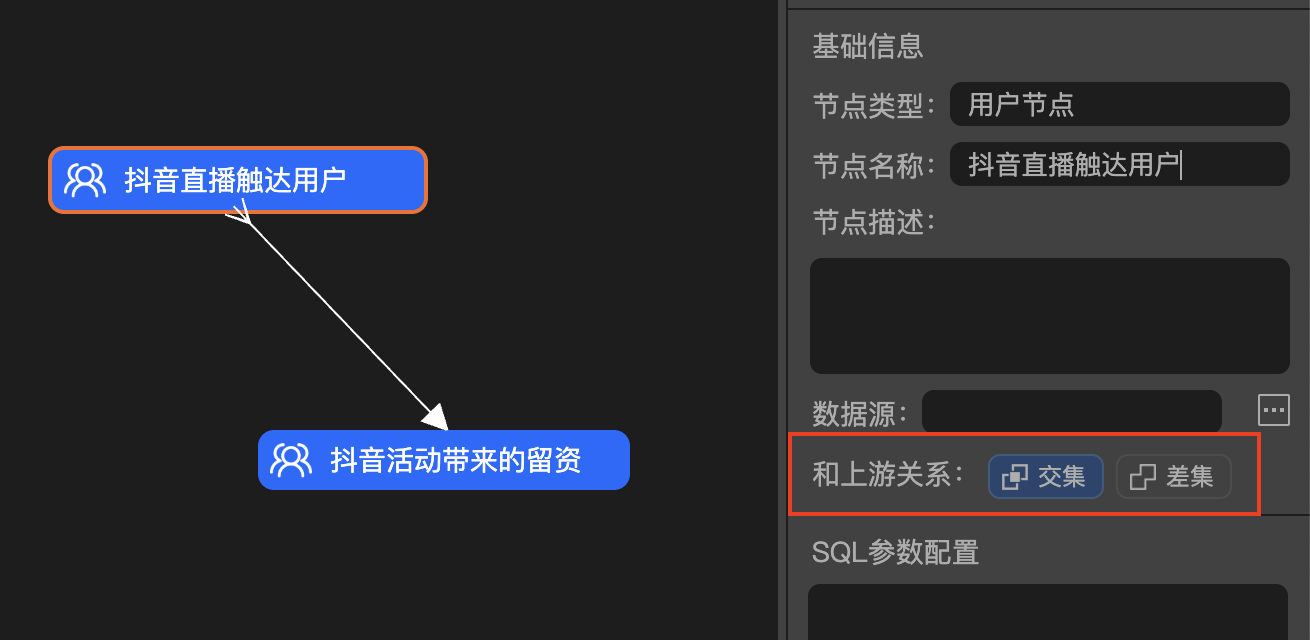 抖音直播触达用户
抖音活动带来的留资
基础信息
节点类型：
用户节点
节点名称：
抖音直播触达用户
节点描述：
数据源：
和上游关系：
交集
差集
SQL参数配置